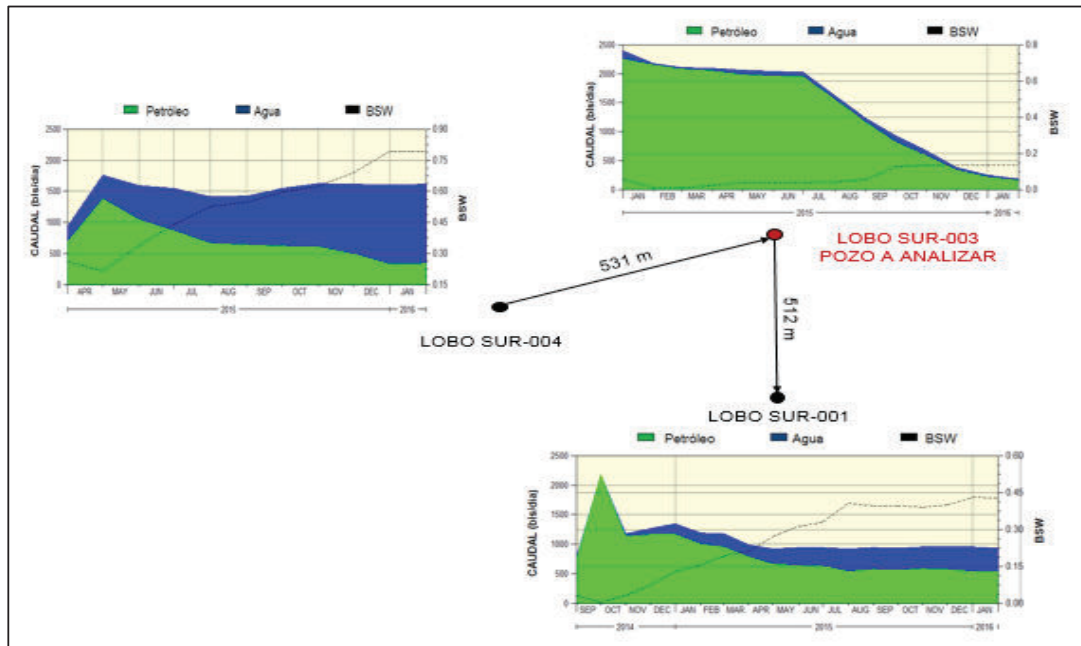 Petróleo Agua BSW
2500
2000
1500
1000
500
0
CAUDAL (bls/día)
0.8
0.6
0.4
0.2
0.0
BSW
JAN FEB MAR APR MAY JUN JUL AUG SEP OCT NOV DEC JAN
2015 2016
LOBO SUR-003
POZO A ANALIZAR
Petróleo Agua BSW
2500
2000
1500
1000
500
0
CAUDAL (bls/día)
0.90
0.75
0.60
0.45
0.30
0.15
BSW
APR MAY JUN JUL AUG SEP OCT NOV DEC JAN
2015 2016
531 m
512 m
LOBO SUR-004
LOBO SUR-001
Petróleo Agua BSW
2500
2000
1500
1000
500
0
CAUDAL (bls/día)
0.60
0.45
0.30
0.15
0.00
BSW
SEP OCT NOV DEC JAN FEB MAR APR MAY JUN JUL AUG SEP OCT NOV DEC JAN
2014 2015 2016